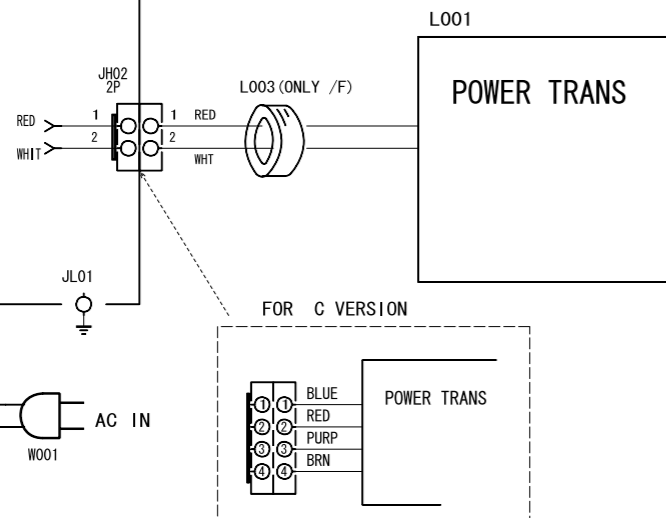 L001
JH02
2P
L003(ONLY /F)
POWER TRANS
RED
1
1
RED
2
2
WHIT
WHT
JL01
FOR C VERSION
AC IN
W001
1
1
BLUE
POWER TRANS
2
2
RED
3
3
PURP
4
4
BRN